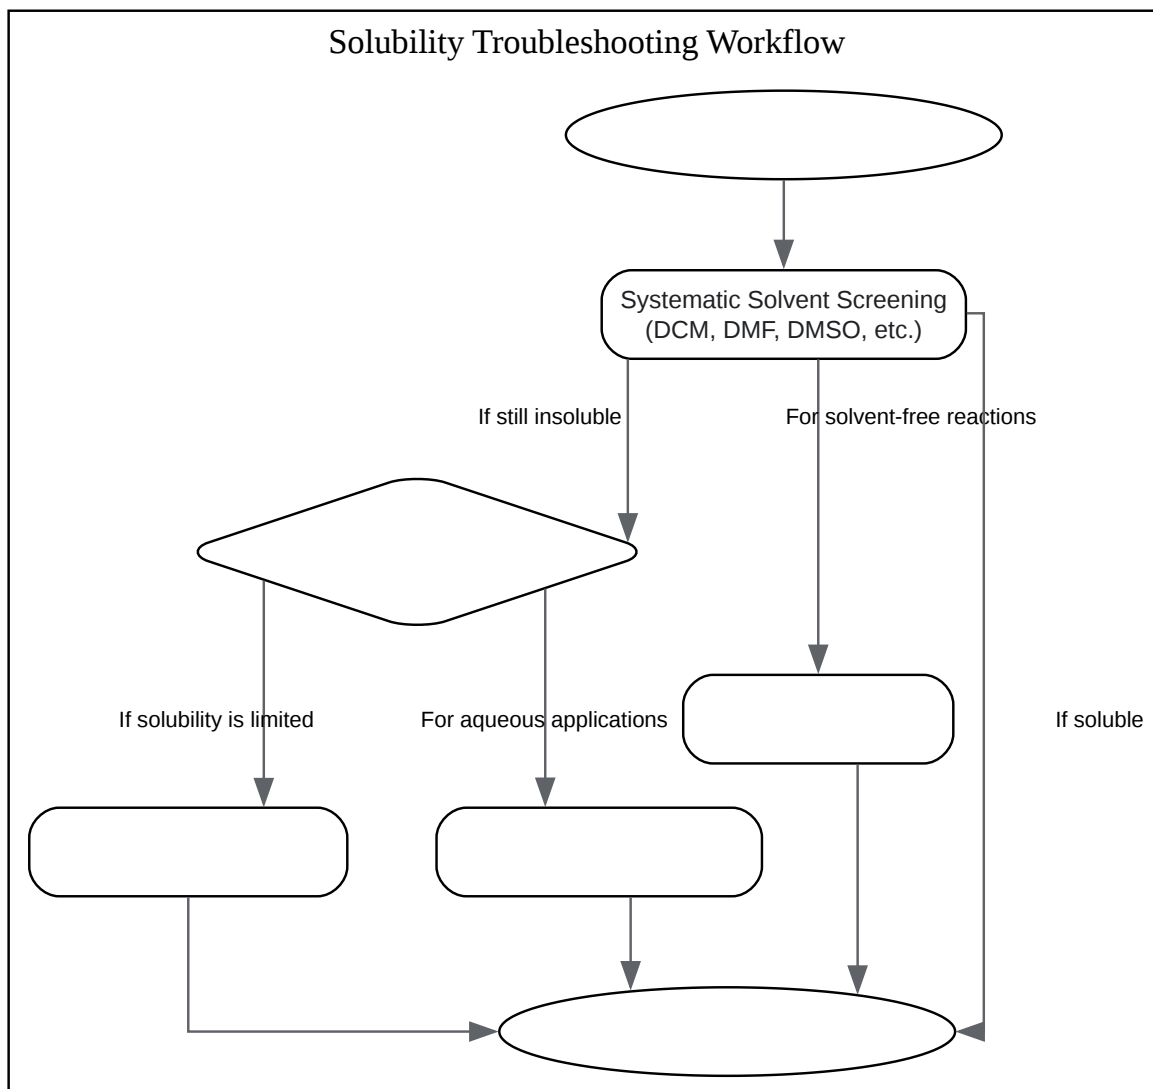 Solubility Troubleshooting Workflow
Systematic Solvent Screening
(DCM, DMF, DMSO, etc.)
If still insoluble
For solvent-free reactions
If solubility is limited
For aqueous applications
If soluble